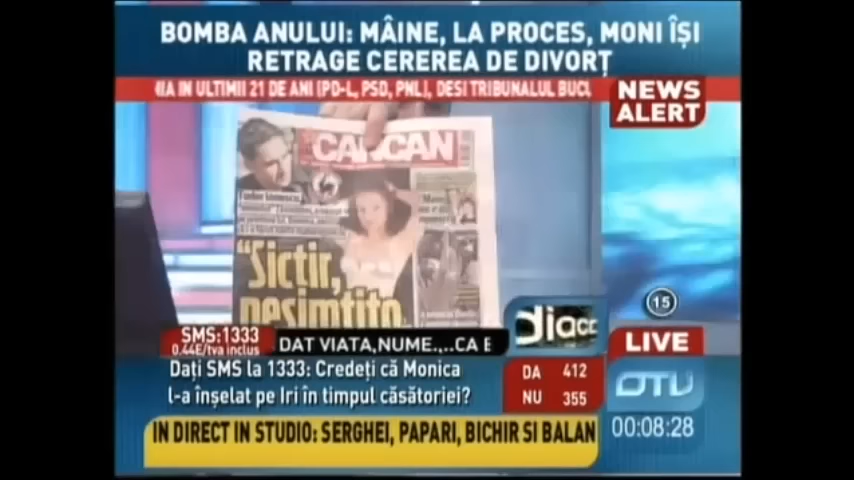 BOMBA ANULUI: MÂINE, LA PROCES, MONI ÎȘI
RETRAGE CEREREA DE DIVORȚ
IIA IN ULTIMII 21 DE ANI (PD-L, PSD, PNL), DESI TRIBUNALUL BUCU
NEWS
ALERT
CANCAN
"Sictir,
nesimtito
15
SMS:1333
0.44E/tva inclus
DAT VIATA,NUME.,..CA E
diacc
LIVE
Dați SMS la 1333: Credeți că Monica
l-a înșelat pe Iri în timpul căsătoriei?
DA 412
NU 355
OTV
00:08:28
IN DIRECT IN STUDIO: SERGHEI, PAPARI, BICHIR SI BALAN